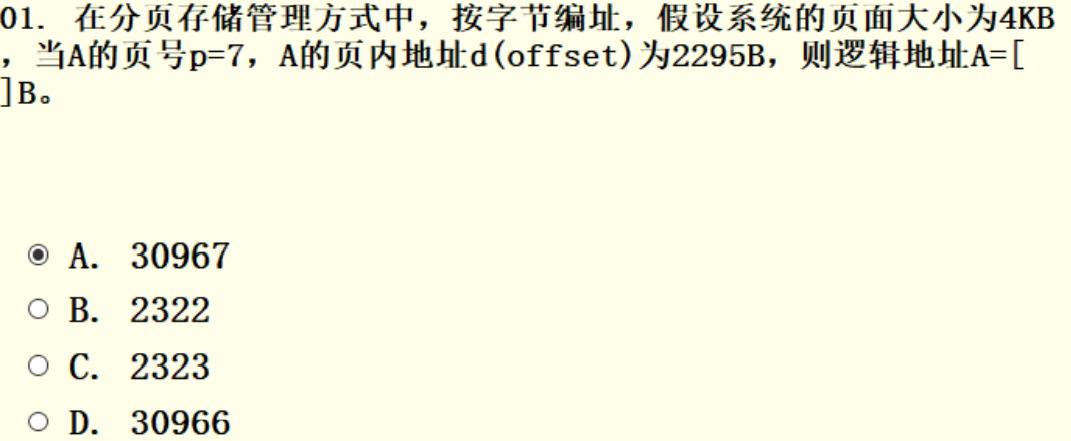 01. 在分页存储管理方式中，按字节编址，假设系统的页面大小为4KB
，当A的页号p=7，A的页内地址d(offset)为2295B，则逻辑地址A=[
]B。
A. 30967
B. 2322
C. 2323
D. 30966